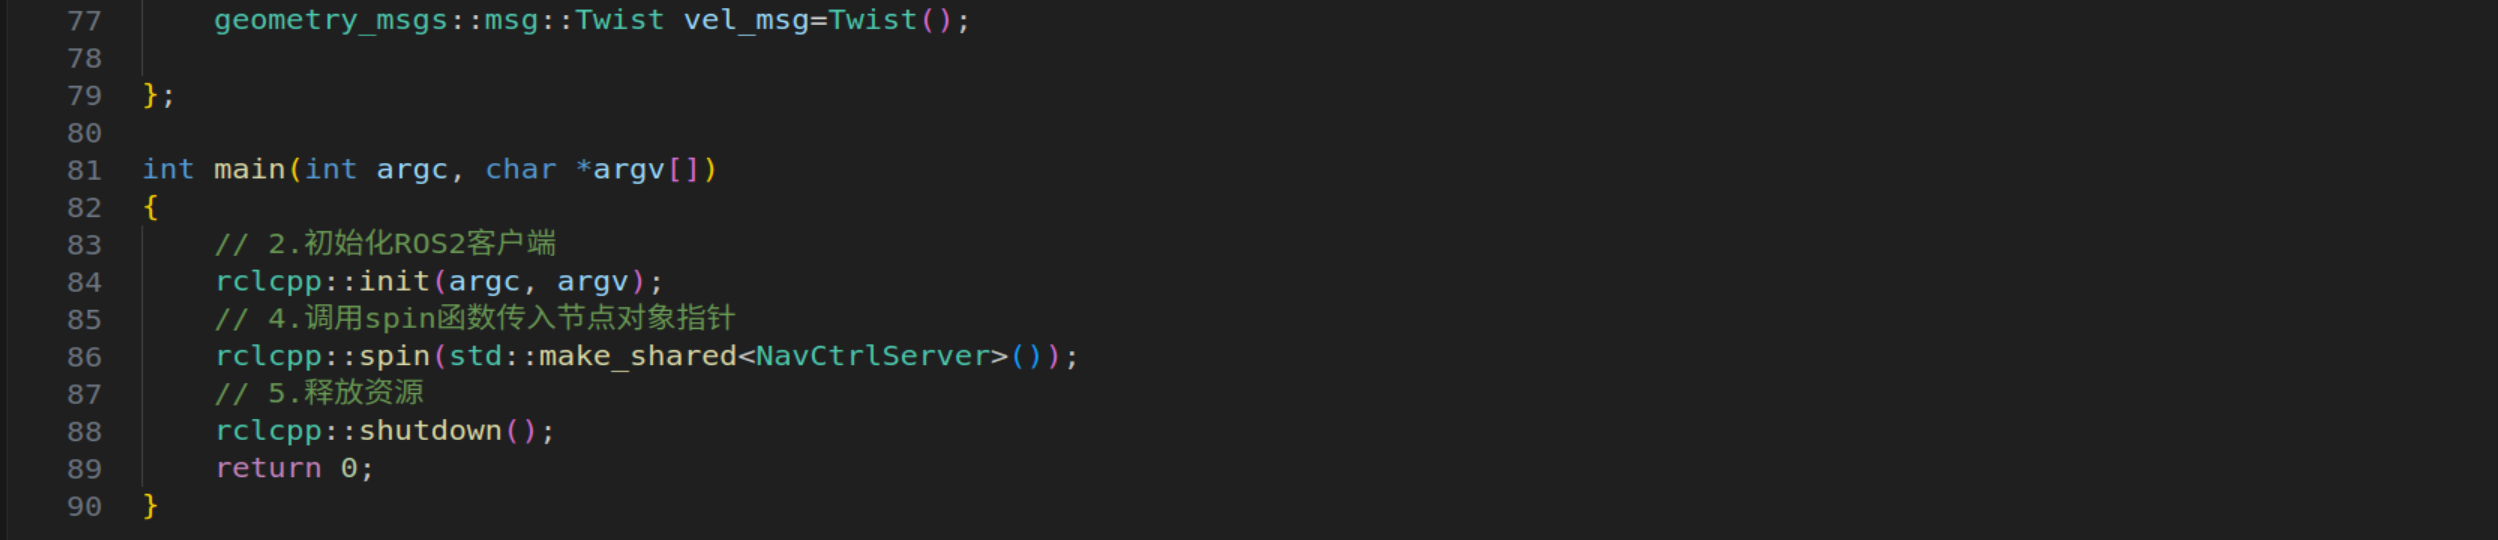 77 geometry_msgs::msg::Twist vel_msg=Twist();
78
79 };
80
81 int main(int argc, char *argv[])
82 {
83 // 2.初始化ROS2客户端
84 rclcpp::init(argc, argv);
85 // 4.调用spin函数传入节点对象指针
86 rclcpp::spin(std::make_shared<NavCtrlServer>());
87 // 5.释放资源
88 rclcpp::shutdown();
89 return 0;
90 }